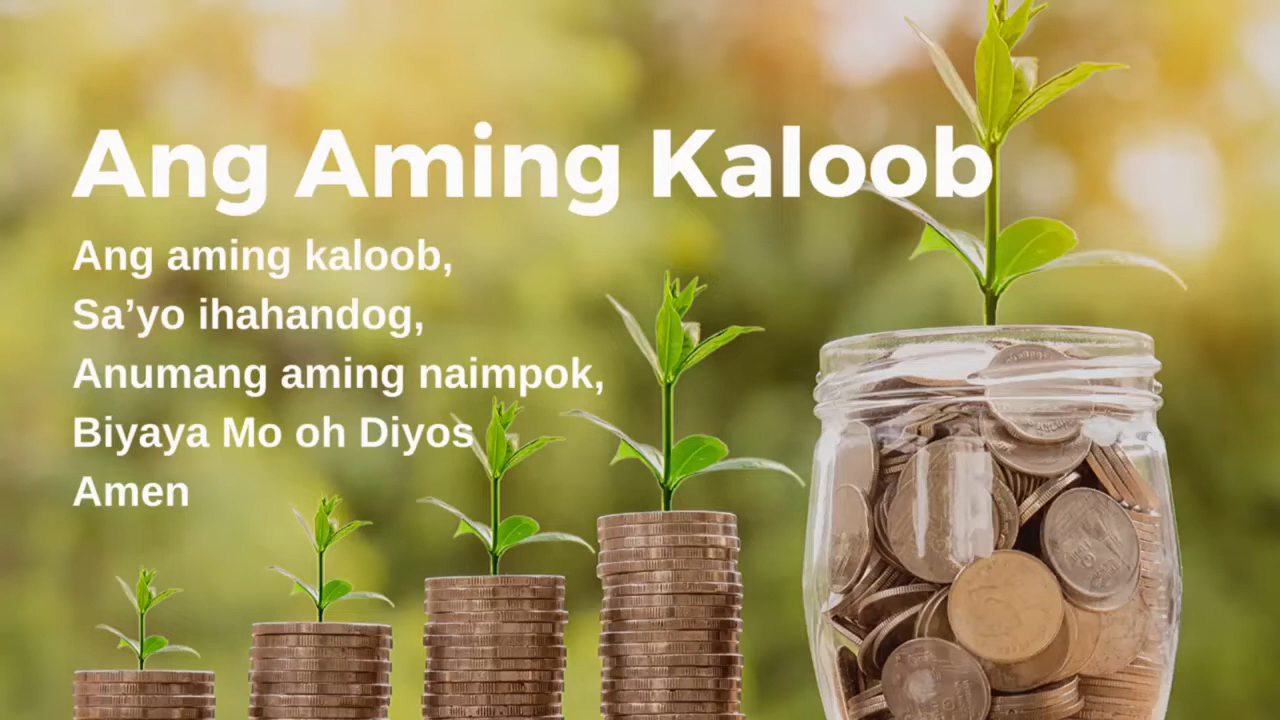 Ang Aming Kaloob
Ang aming kaloob,
Sa’yo ihahandog,
Anumang aming naimpok,
Biyaya Mo oh Diyos
Amen